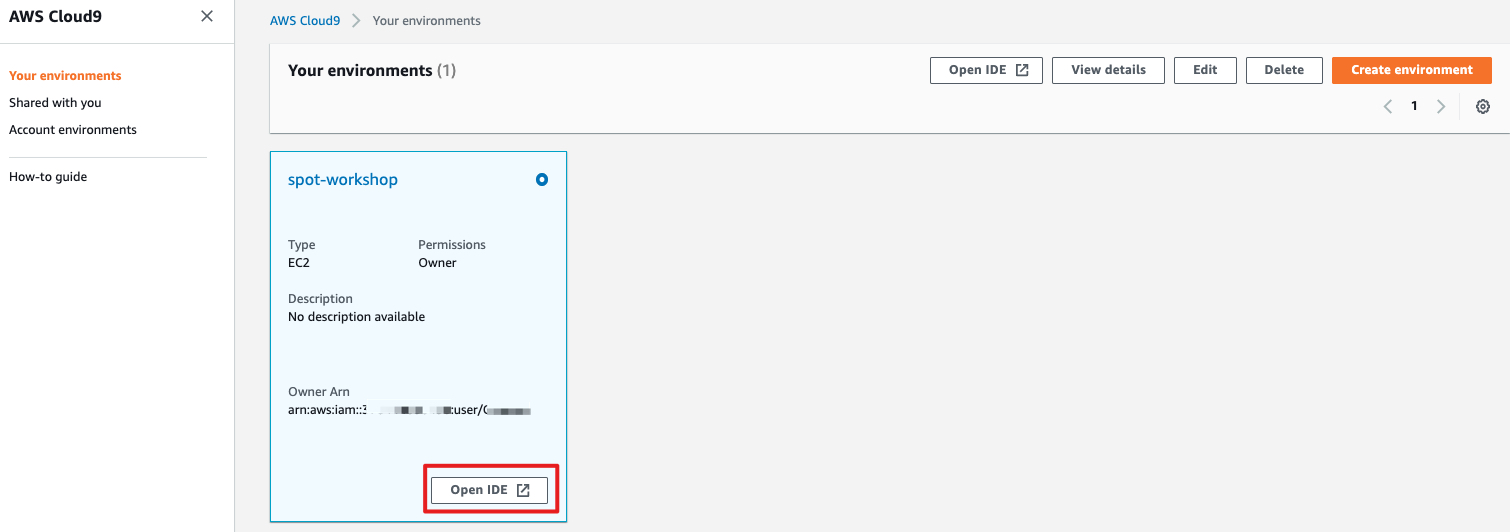 AWS Cloud9
Your environments
Shared with you
Account environments
How-to guide
AWS Cloud9 Your environments
Your environments (1)
Open IDE View details Edit Delete Create environment
1
spot-workshop
Type Permissions
EC2 Owner
Description
No description available
Owner Arn
arn:aws:iam:: :user/
Open IDE